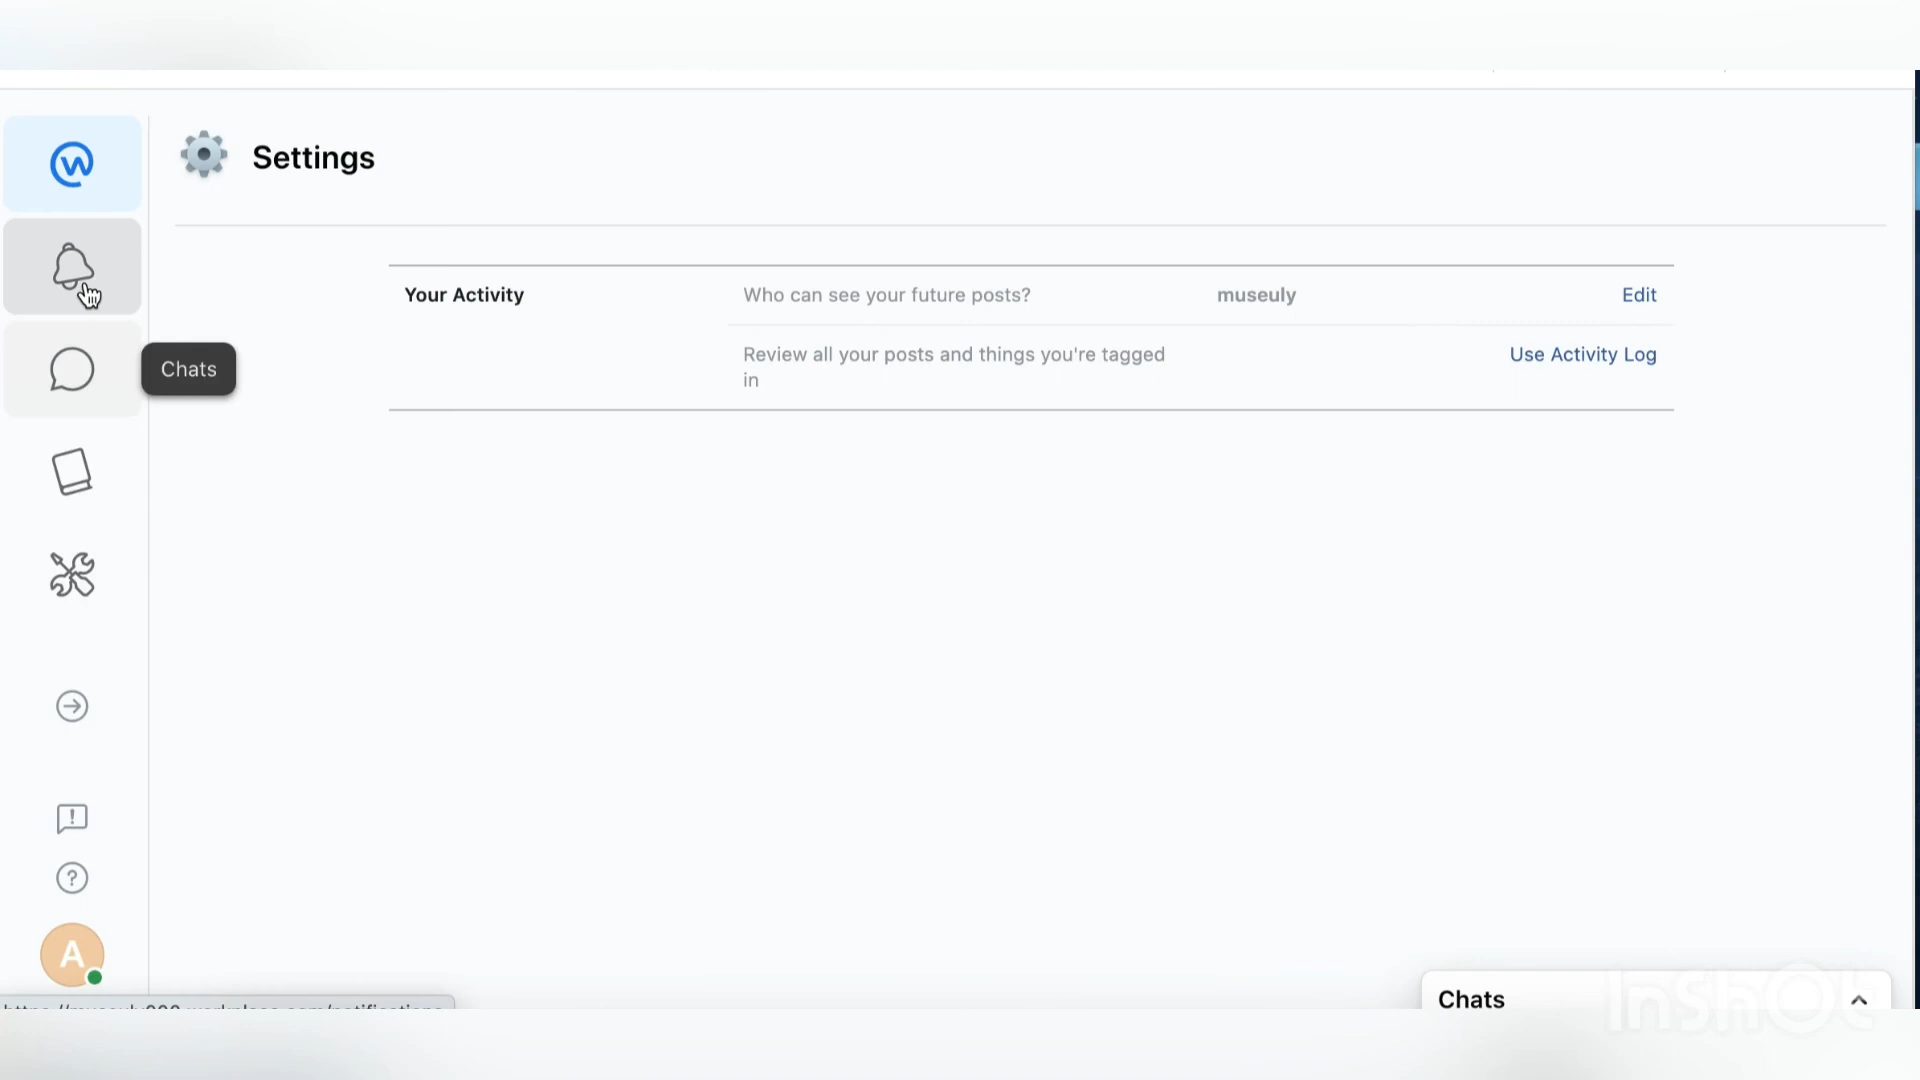 Settings
Your Activity
Who can see your future posts?
museuly
Edit
Review all your posts and things you're tagged
in
Use Activity Log
Chats
A
Chats
InShOt